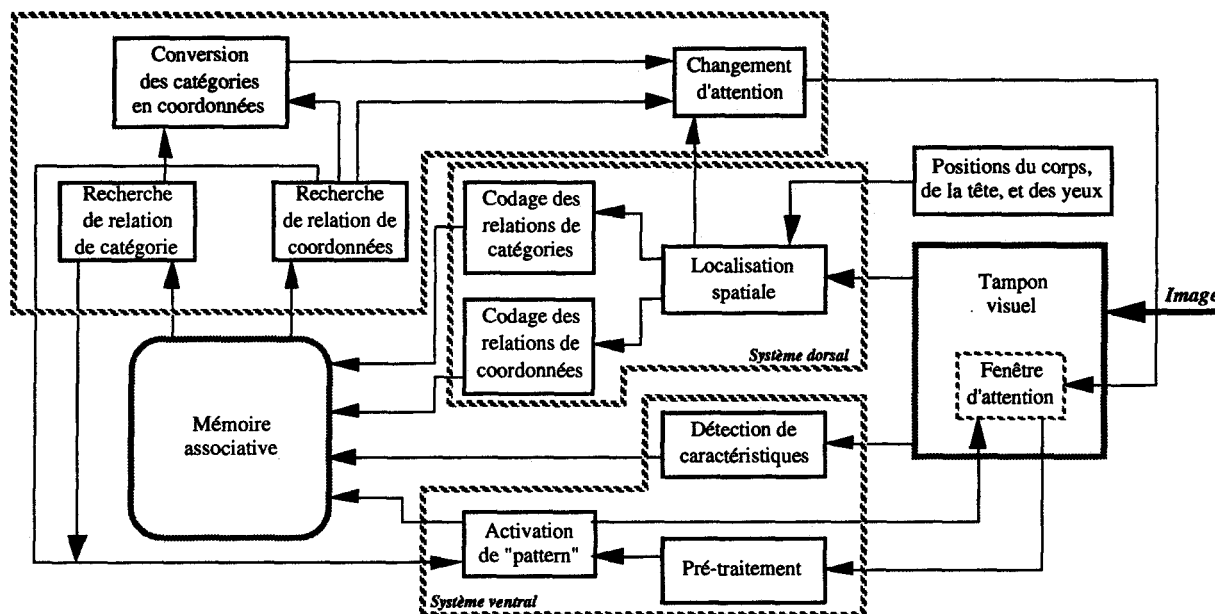 Conversion
des catégories
en coordonnées
Changement
d'attention
Positions du corps,
de la tête, et des yeux
Recherche
de relation
de catégorie
Recherche
de relation de
coordonnées
Codage des
relations de
catégories
Localisation
spatiale
Tampon
visuel
Image
Codage des
relations de
coordonnées
Système dorsal
Fenêtre
d'attention
Mémoire
associative
Détection de
caractéristiques
Activation
de "pattern"
Pré-traitement
Système ventral